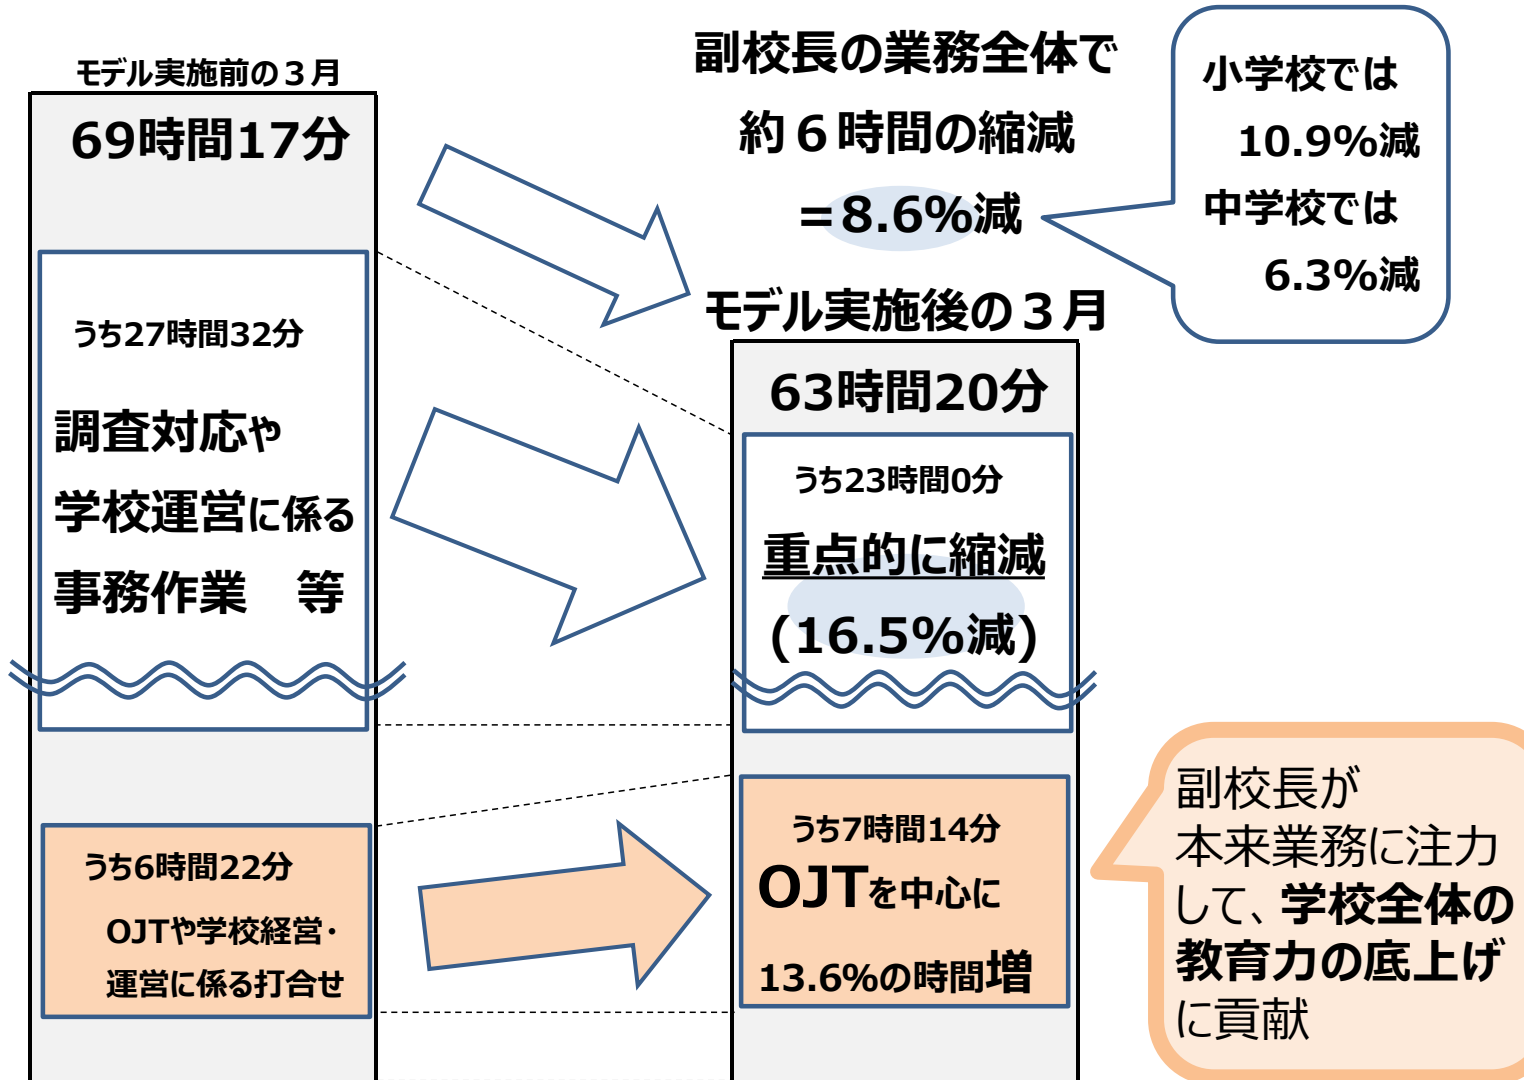 モデル実施前の３月
69時間17分
うち27時間32分
調査対応や
学校運営に係る
事務作業　等
うち6時間22分
OJTや学校経営・
運営に係る打合せ
副校長の業務全体で
約６時間の縮減
＝8.6%減
小学校では
10.9%減
中学校では
6.3%減
モデル実施後の３月
63時間20分
うち23時間0分
重点的に縮減
(16.5%減)
うち7時間14分
OJTを中心に
13.6%の時間増
副校長が
本来業務に注力
して、学校全体の
教育力の底上げ
に貢献